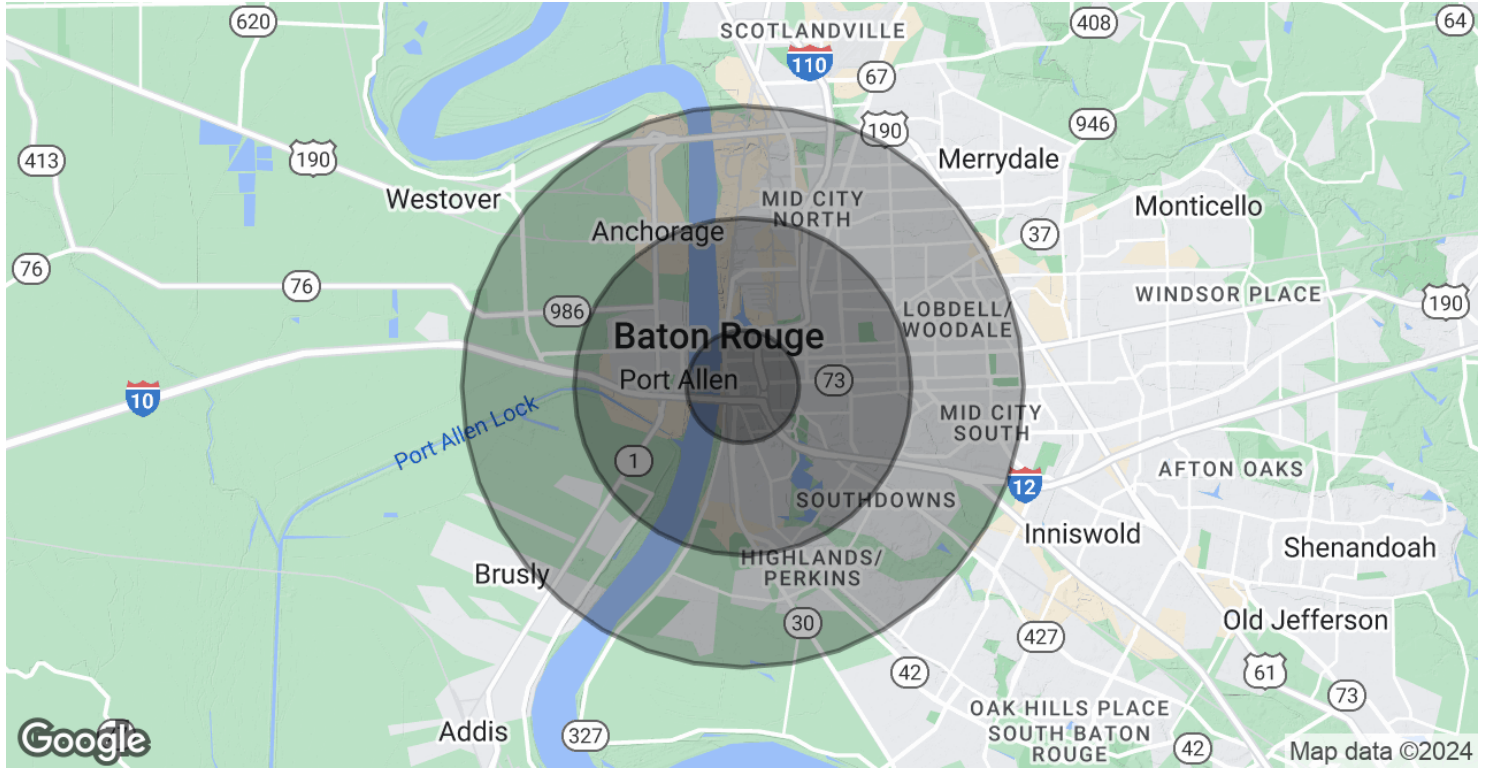 620
408
64
SCOTLANDVILLE
110
67
190
946
413
190
Merrydale
Westover
MID CITY
NORTH
Monticello
Anchorage
37
76
76
WINDSOR PLACE
190
986
LOBDELL/
WOODALE
Baton Rouge
Port Allen
73
10
MID CITY
SOUTH
Port Allen Lock
1
AFTON OAKS
12
SOUTHDOWNS
Inniswold
Shenandoah
HIGHLANDS/
PERKINS
Brusly
30
Old Jefferson
427
42
61
73
OAK HILLS PLACE
SOUTH BATON
ROUGE
Addis
327
42
Google
Map data ©2024